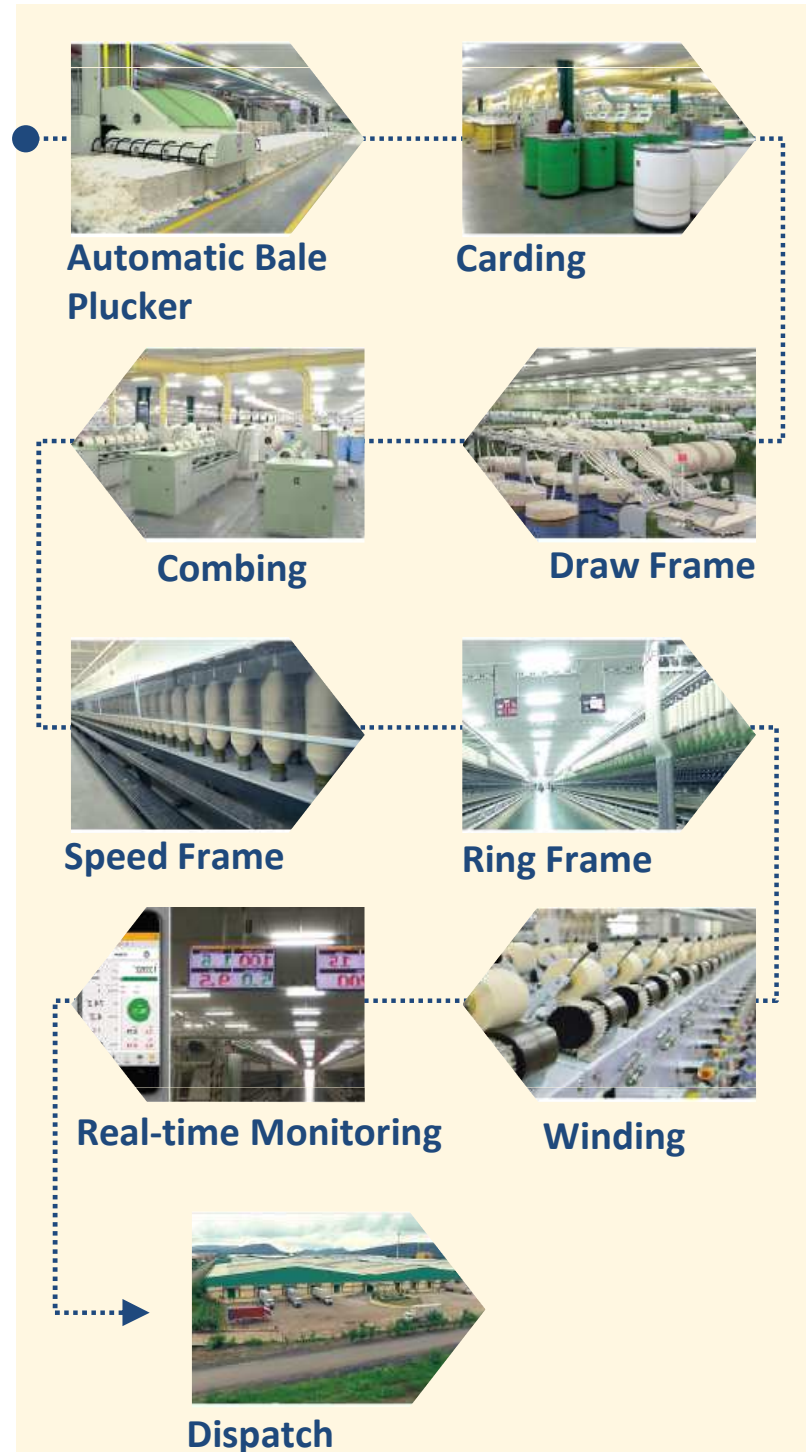 Automatic Bale
Plucker
Carding
Draw Frame
Combing
Speed Frame
Ring Frame
Winding
Real-time Monitoring
Dispatch